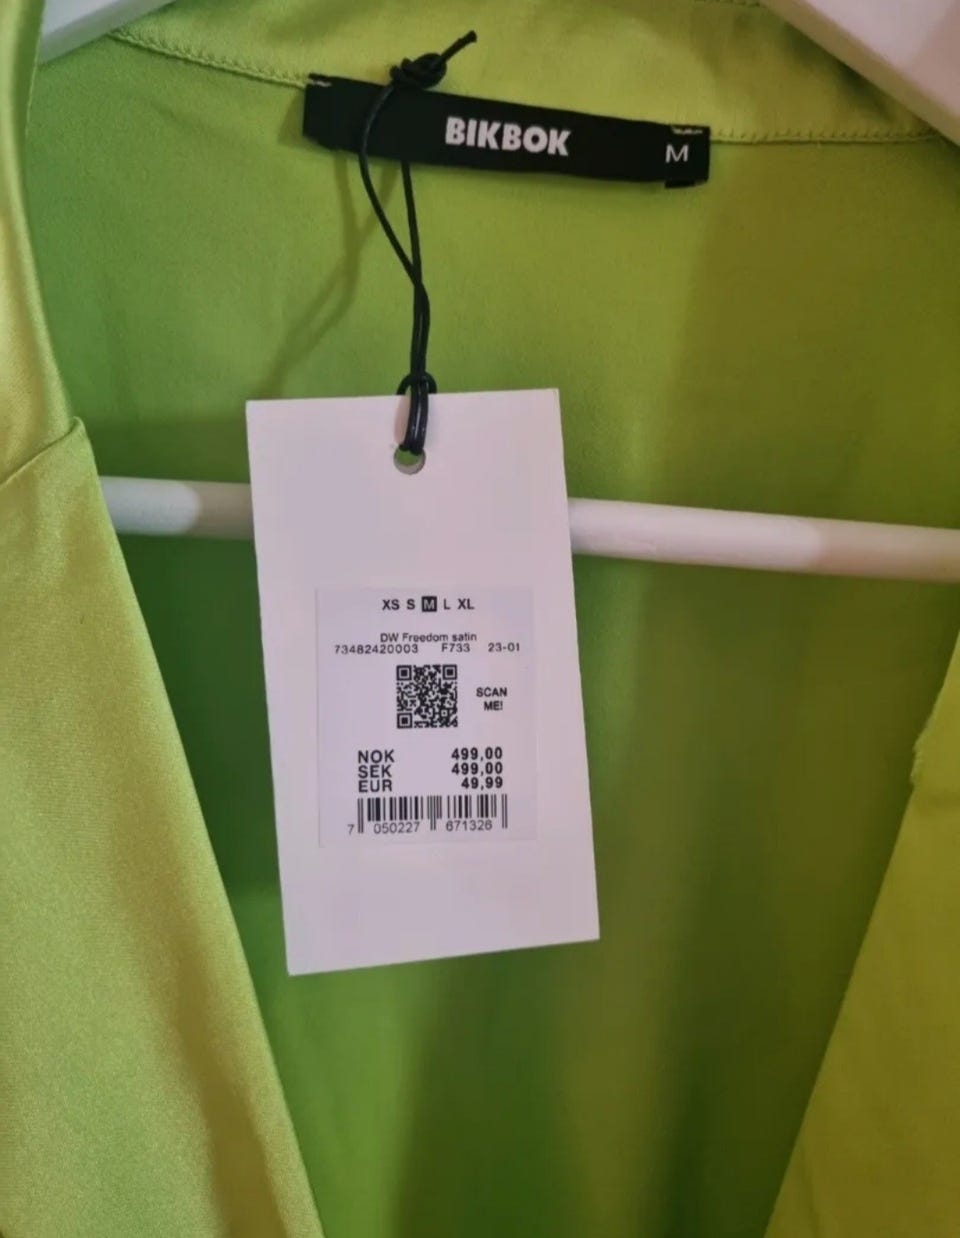 BIKBOK
M
XS S M L XL
DW Freedom satin
73482420003 F733 23-01
SCAN
ME!
NOK 499,00
SEK 499,00
EUR 49,99
7 050227 671326